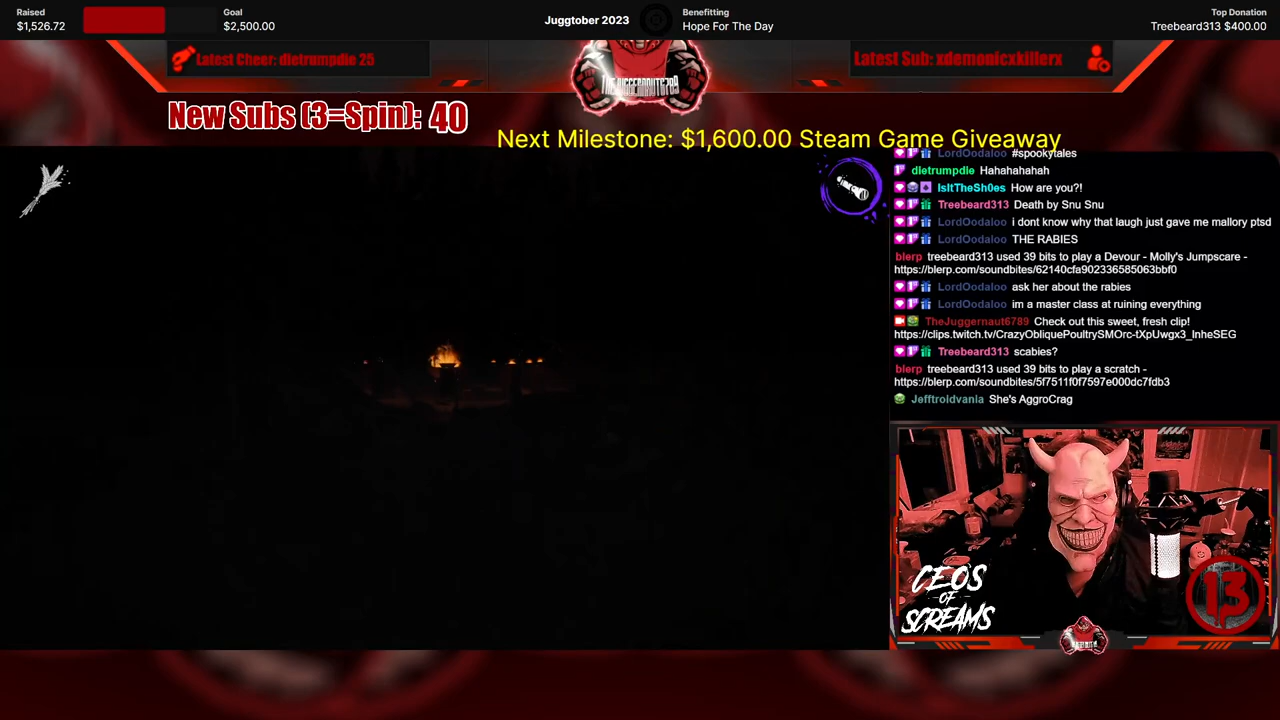 Raised
$1,526.72
Goal
$2,500.00
Juggtober 2023
Benefitting
Hope For The Day
Top Donation
Treebeard313 $400.00
Latest Cheer: dietrumpdie 25
THEJUGGERNAUT6789
Latest Sub: xdemonicxkillerx
New Subs (3=Spin): 40
Next Milestone: $1,600.00 Steam Game Giveaway
LordOodaloo #spookytales
dietrumpdie Hahahahahah
IsItTheSh0es How are you?!
Treebeard313 Death by Snu Snu
LordOodaloo i dont know why that laugh just gave me mallory ptsd
LordOodaloo THE RABIES
blerp treebeard313 used 39 bits to play a Devour - Molly's Jumpscare -
https://blerp.com/soundbites/62140cfa902336585063bbf0
LordOodaloo ask her about the rabies
LordOodaloo im a master class at ruining everything
TheJuggernaut6789 Check out this sweet, fresh clip!
https://clips.twitch.tv/CrazyObliquePoultrySMOrc-tXpUwgx3_InheSEG
Treebeard313 scabies?
blerp treebeard313 used 39 bits to play a scratch -
https://blerp.com/soundbites/5f7511f0f7597e000dc7fdb3
Jefftroidvania She's AggroCrag
CEOS
OF
SCREAMS
13